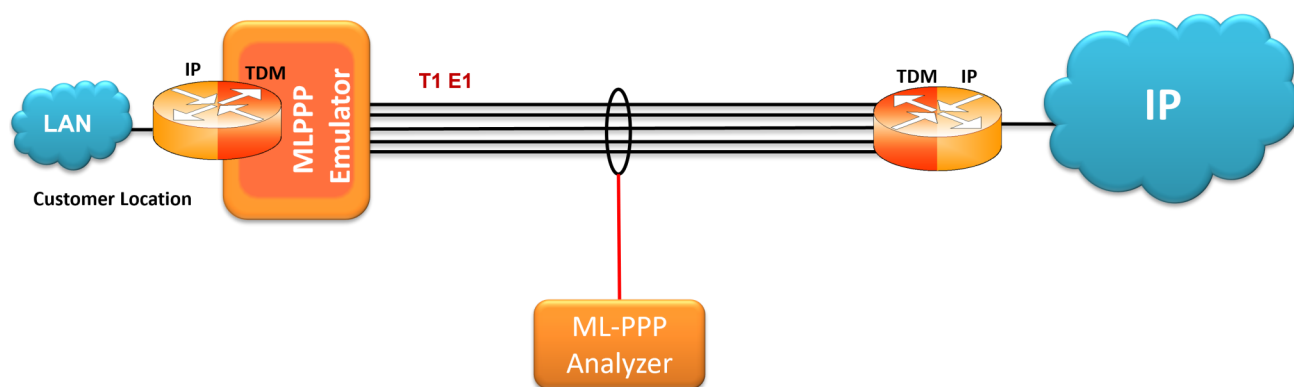 IP
TDM
T1 E1
TDM
IP
LAN
MLPPP
Emulator
IP
Customer Location
ML-PPP
Analyzer